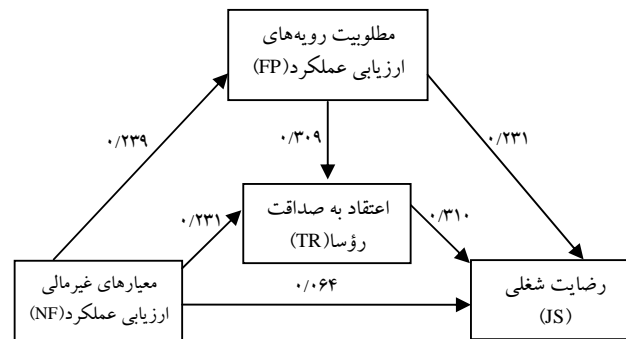 مطلوبیت رویه‌های
ارزیابی عملکرد(FP)
۰/۲۳۹
۰/۳۰۹
۰/۲۳۱
اعتقاد به صداقت
رؤسا(TR)
۰/۲۳۱
۰/۳۱۰
معیارهای غیرمالی
ارزیابی عملکرد(NF)
۰/۰۶۴
رضایت شغلی
(JS)